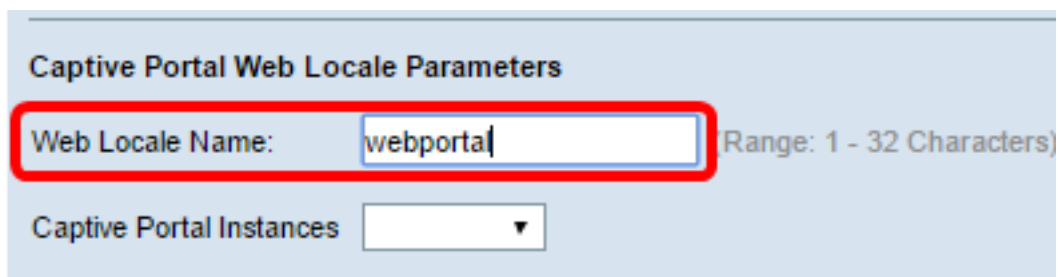 Captive Portal Web Locale Parameters
Web Locale Name: webportal (Range: 1 - 32 Characters)
Captive Portal Instances